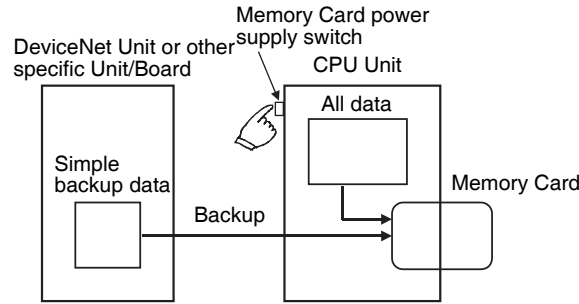 Memory Card power
supply switch
DeviceNet Unit or other
specific Unit/Board
CPU Unit
All data
Simple
backup data
Memory Card
Backup